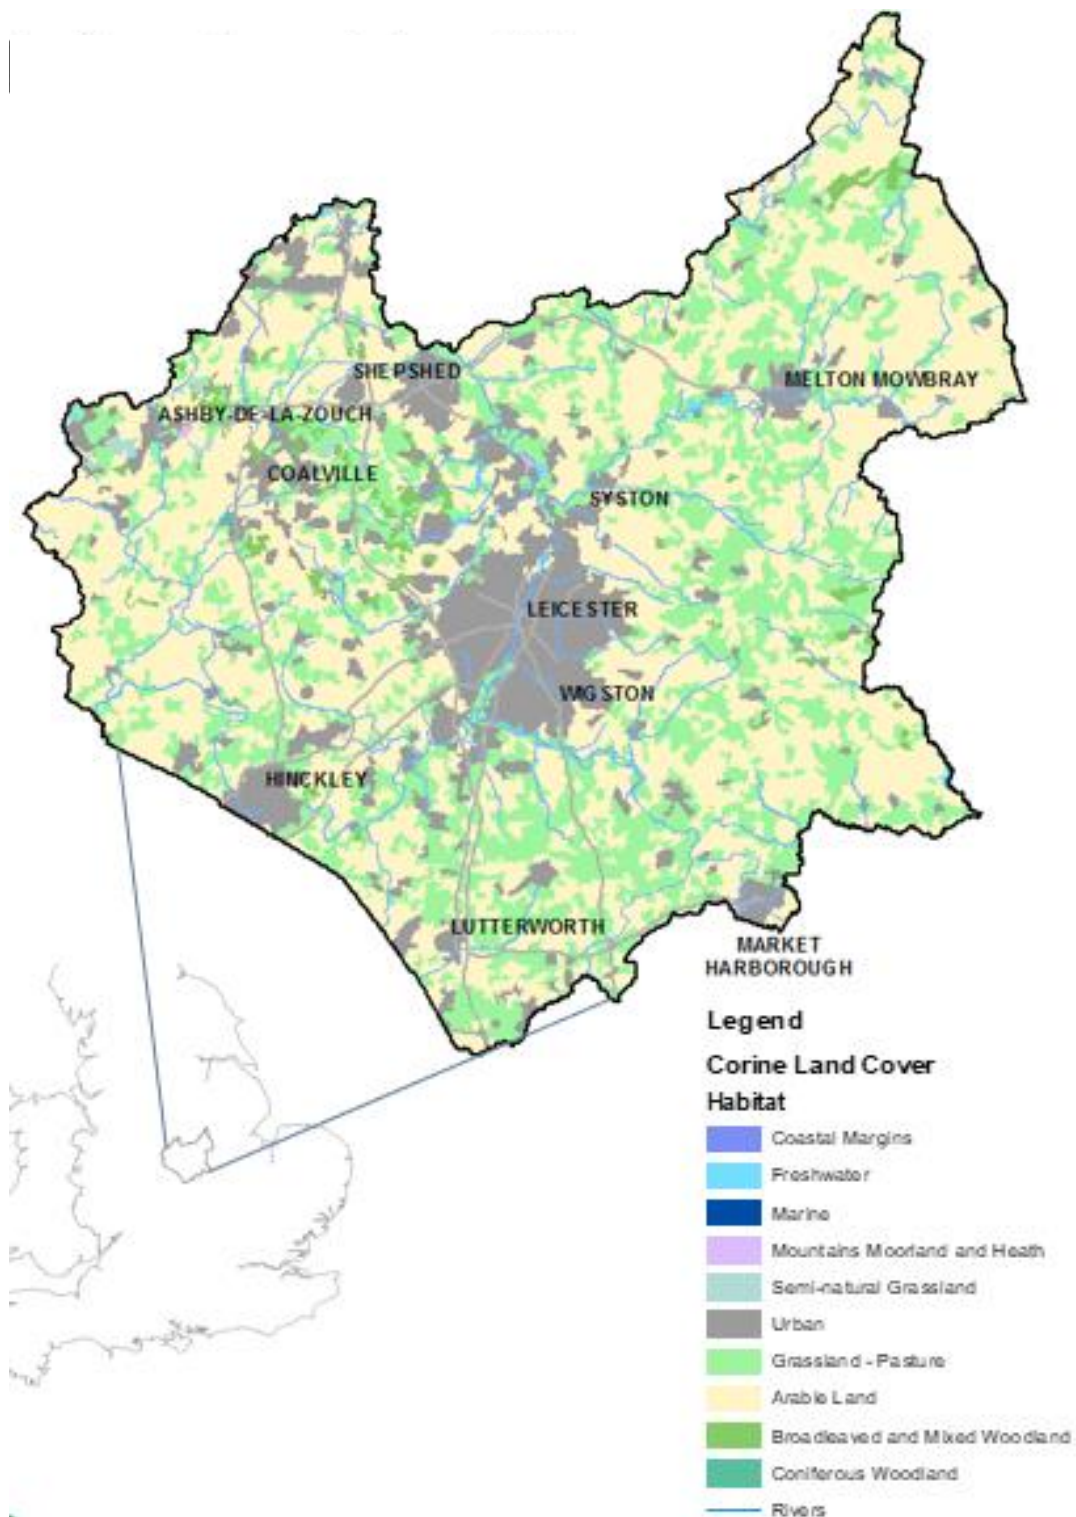 SHEPSHED
MELTON MOWBRAY
ASHBY-DE-LA-ZOUCH
COALVILLE
SYSTON
LEICESTER
WIGSTON
HINCKLEY
LUTTERWORTH
MARKET
HARBOROUGH
Legend
Corine Land Cover
Habitat
Coastal Margins
Freshwater
Marine
Mountains Moorland and Heath
Semi-natural Grassland
Urban
Grassland - Pasture
Arable Land
Broadleaved and Mixed Woodland
Coniferous Woodland
Rivers